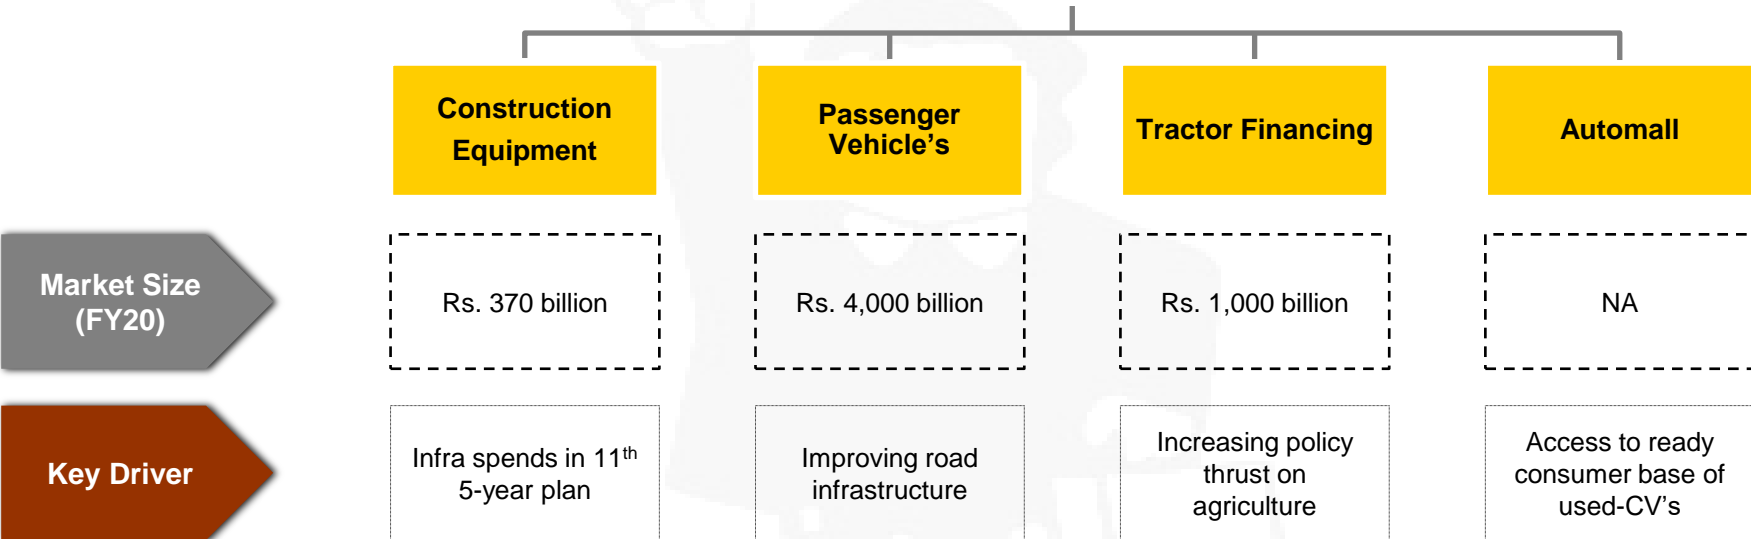 Construction
Equipment
Passenger
Vehicle's
Tractor Financing
Automall
Market Size
(FY20)
Rs. 370 billion
Rs. 4,000 billion
Rs. 1,000 billion
NA
Key Driver
Infra spends in 11th
5-year plan
Improving road
infrastructure
Increasing policy
thrust on
agriculture
Access to ready
consumer base of
used-CV's